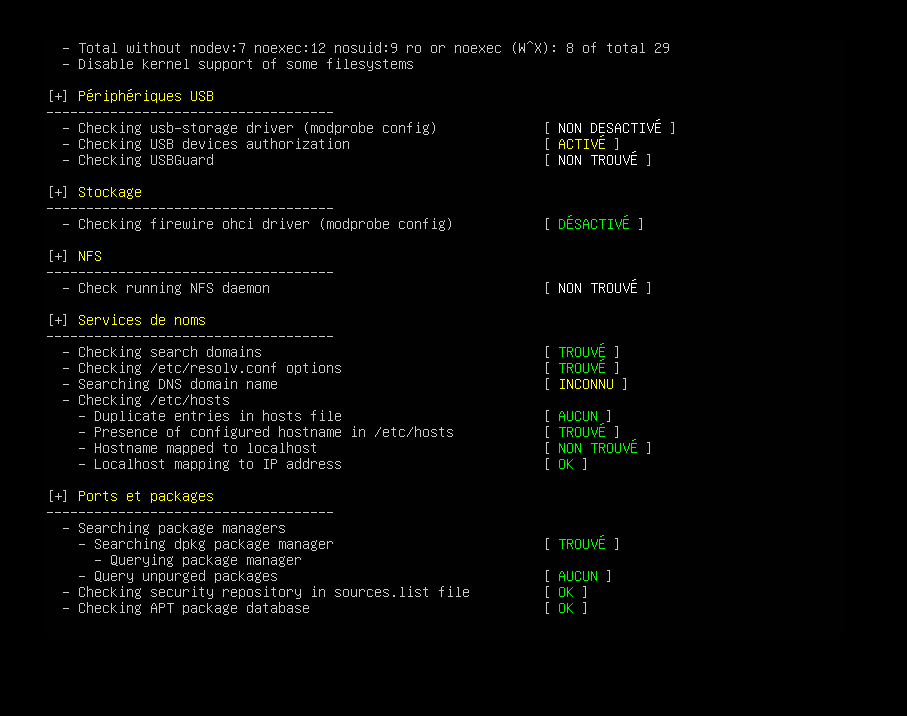 - Total without nodev:7 noexec:12 nosuid:9 ro or noexec (W^X): 8 of total 29
- Disable kernel support of some filesystems
[+] Périphériques USB
------------------------------------
- Checking usb-storage driver (modprobe config) [ NON DESACTIVÉ ]
- Checking USB devices authorization [ ACTIVÉ ]
- Checking USBGuard [ NON TROUVÉ ]
[+] Stockage
------------------------------------
- Checking firewire ohci driver (modprobe config) [ DÉSACTIVÉ ]
[+] NFS
------------------------------------
- Check running NFS daemon [ NON TROUVÉ ]
[+] Services de noms
------------------------------------
- Checking search domains [ TROUVÉ ]
- Checking /etc/resolv.conf options [ TROUVÉ ]
- Searching DNS domain name [ INCONNU ]
- Checking /etc/hosts
- Duplicate entries in hosts file [ AUCUN ]
- Presence of configured hostname in /etc/hosts [ TROUVÉ ]
- Hostname mapped to localhost [ NON TROUVÉ ]
- Localhost mapping to IP address [ OK ]
[+] Ports et packages
------------------------------------
- Searching package managers
- Searching dpkg package manager [ TROUVÉ ]
- Querying package manager
- Query unpurged packages [ AUCUN ]
- Checking security repository in sources.list file [ OK ]
- Checking APT package database [ OK ]